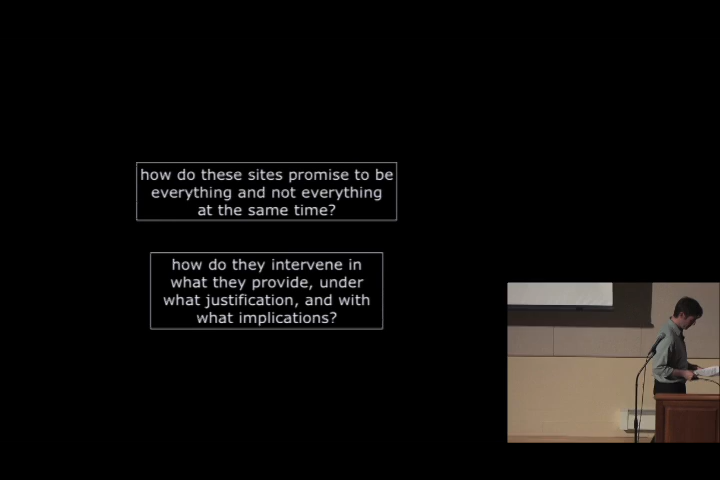 how do these sites promise to be
everything and not everything
at the same time?
how do they intervene in
what they provide, under
what justification, and with
what implications?